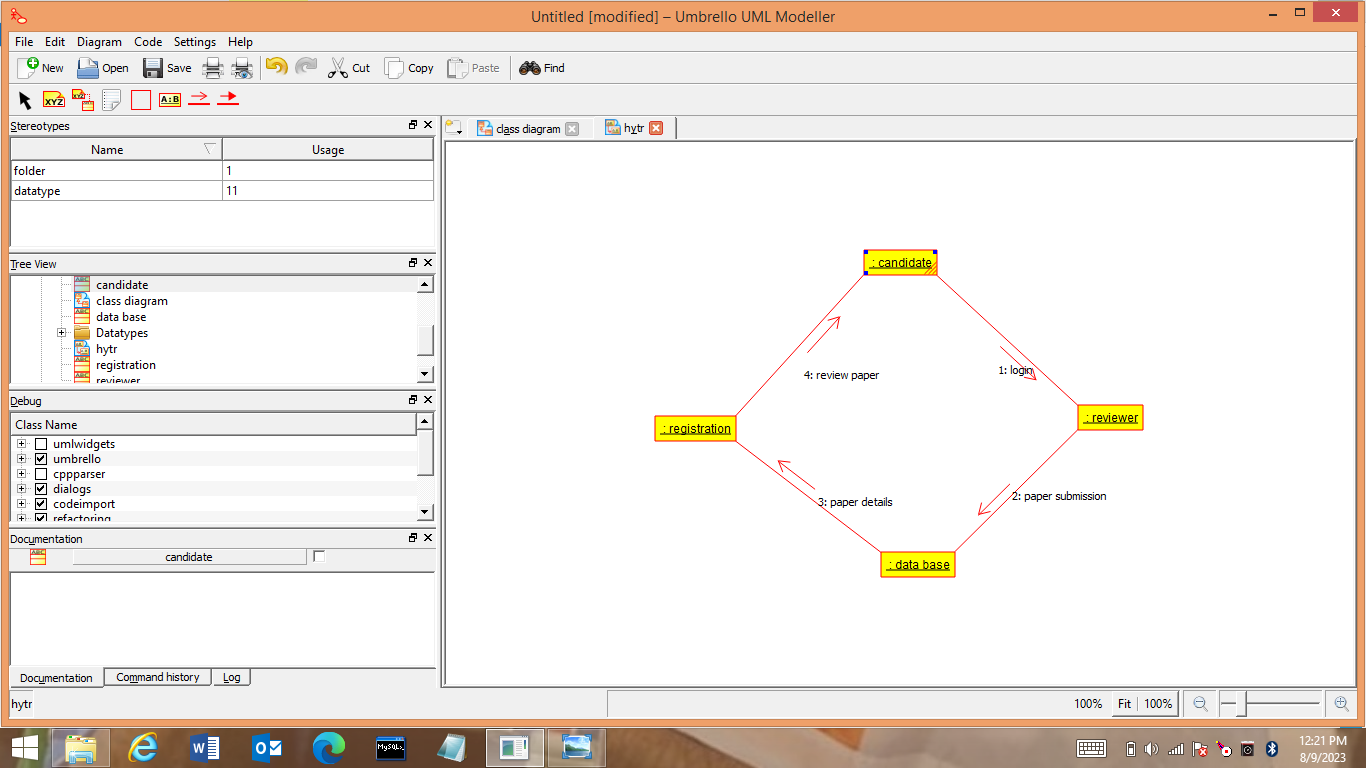 Untitled [modified] – Umbrello UML Modeller
File Edit Diagram Code Settings Help
New Open Save Cut Copy Paste Find
XYZ XYZ A:B
Stereotypes
Name Usage
folder 1
datatype 11
Tree View
candidate
class diagram
data base
Datatypes
hytr
registration
reviewer
Debug
Class Name
umlwidgets
umbrello
cppparser
dialogs
codeimport
refactoring
Documentation
candidate
Documentation Command history Log
hytr
class diagram hytr
: candidate
4: review paper
1: login
: registration
: reviewer
3: paper details
2: paper submission
: data base
100% Fit 100%
MySQL
12:21 PM
8/9/2023